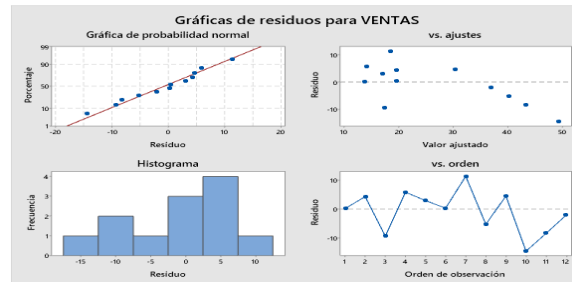 Gráficas de residuos para VENTAS
Gráfica de probabilidad normal
99
90
50
10
1
Porcentaje
-20 -10 0 10 20
Residuo
vs. ajustes
10
0
-10
Residuo
10 20 30 40 50
Valor ajustado
Histograma
4
3
2
1
0
Frecuencia
-15 -10 -5 0 5 10
Residuo
vs. orden
10
0
-10
Residuo
1 2 3 4 5 6 7 8 9 10 11 12
Orden de observación